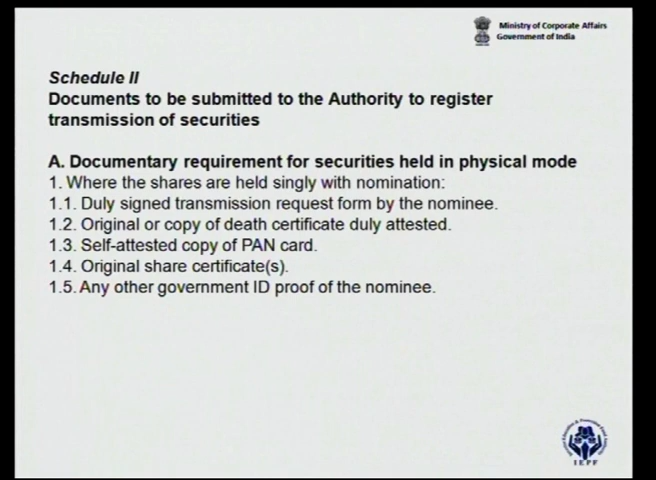 Ministry of Corporate Affairs
Government of India
Schedule II
Documents to be submitted to the Authority to register
transmission of securities
A. Documentary requirement for securities held in physical mode
1. Where the shares are held singly with nomination:
1.1. Duly signed transmission request form by the nominee.
1.2. Original or copy of death certificate duly attested.
1.3. Self-attested copy of PAN card.
1.4. Original share certificate(s).
1.5. Any other government ID proof of the nominee.
IEPF